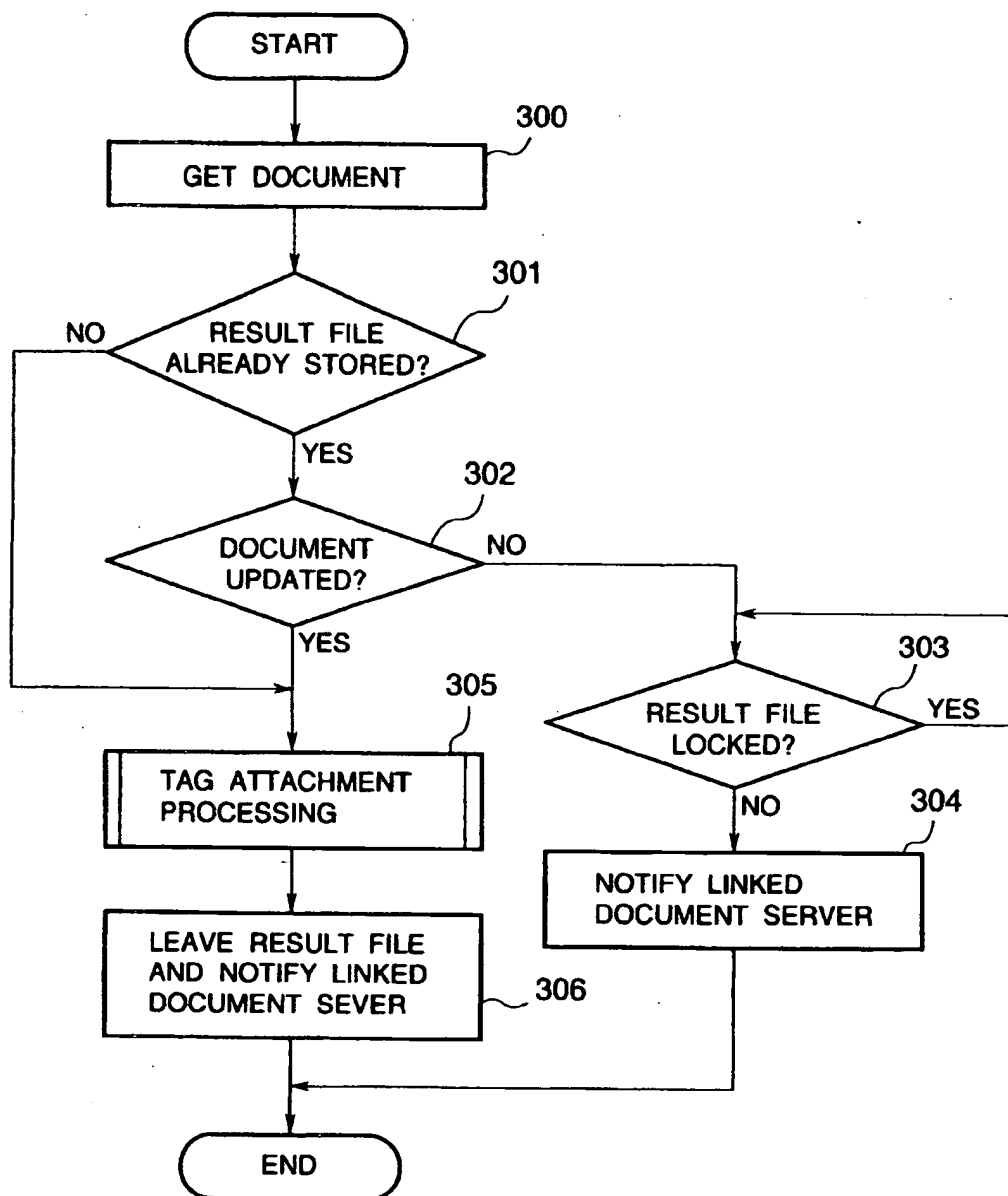 START
300
GET DOCUMENT
301
NO
RESULT FILE
ALREADY STORED?
YES
302
DOCUMENT
UPDATED?
NO
YES
303
RESULT FILE
LOCKED?
YES
NO
305
TAG ATTACHMENT
PROCESSING
304
NOTIFY LINKED
DOCUMENT SERVER
LEAVE RESULT FILE
AND NOTIFY LINKED
DOCUMENT SEVER
306
END